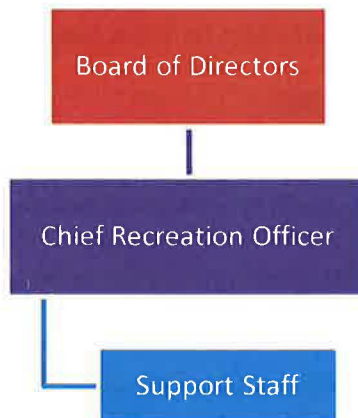 Board of Directors
Chief Recreation Officer
Support Staff